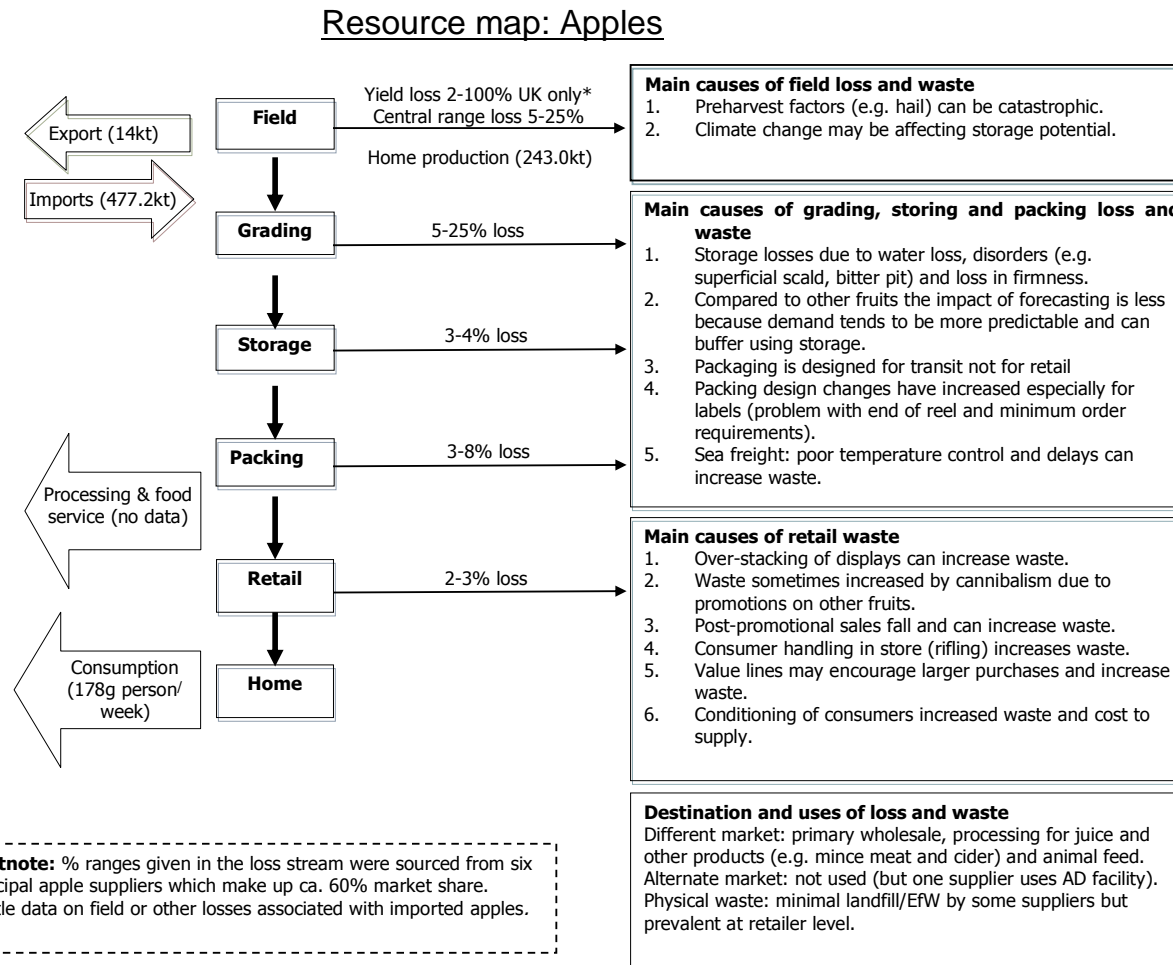 Resource map: Apples
Export (14kt)
Imports (477.2kt)
Field
Yield loss 2-100% UK only*
Central range loss 5-25%
Home production (243.0kt)
Grading
5-25% loss
Storage
3-4% loss
Packing
3-8% loss
Processing & food
service (no data)
Retail
2-3% loss
Consumption
(178g person/
week)
Home
Main causes of field loss and waste
1. Preharvest factors (e.g. hail) can be catastrophic.
2. Climate change may be affecting storage potential.
Main causes of grading, storing and packing loss and
waste
1. Storage losses due to water loss, disorders (e.g.
superficial scald, bitter pit) and loss in firmness.
2. Compared to other fruits the impact of forecasting is less
because demand tends to be more predictable and can
buffer using storage.
3. Packaging is designed for transit not for retail
4. Packing design changes have increased especially for
labels (problem with end of reel and minimum order
requirements).
5. Sea freight: poor temperature control and delays can
increase waste.
Main causes of retail waste
1. Over-stacking of displays can increase waste.
2. Waste sometimes increased by cannibalism due to
promotions on other fruits.
3. Post-promotional sales fall and can increase waste.
4. Consumer handling in store (rifling) increases waste.
5. Value lines may encourage larger purchases and increase
waste.
6. Conditioning of consumers increased waste and cost to
supply.
Destination and uses of loss and waste
Different market: primary wholesale, processing for juice and
other products (e.g. mince meat and cider) and animal feed.
Alternate market: not used (but one supplier uses AD facility).
Physical waste: minimal landfill/EfW by some suppliers but
prevalent at retailer level.
tnote: % ranges given in the loss stream were sourced from six
cipal apple suppliers which make up ca. 60% market share.
tle data on field or other losses associated with imported apples.